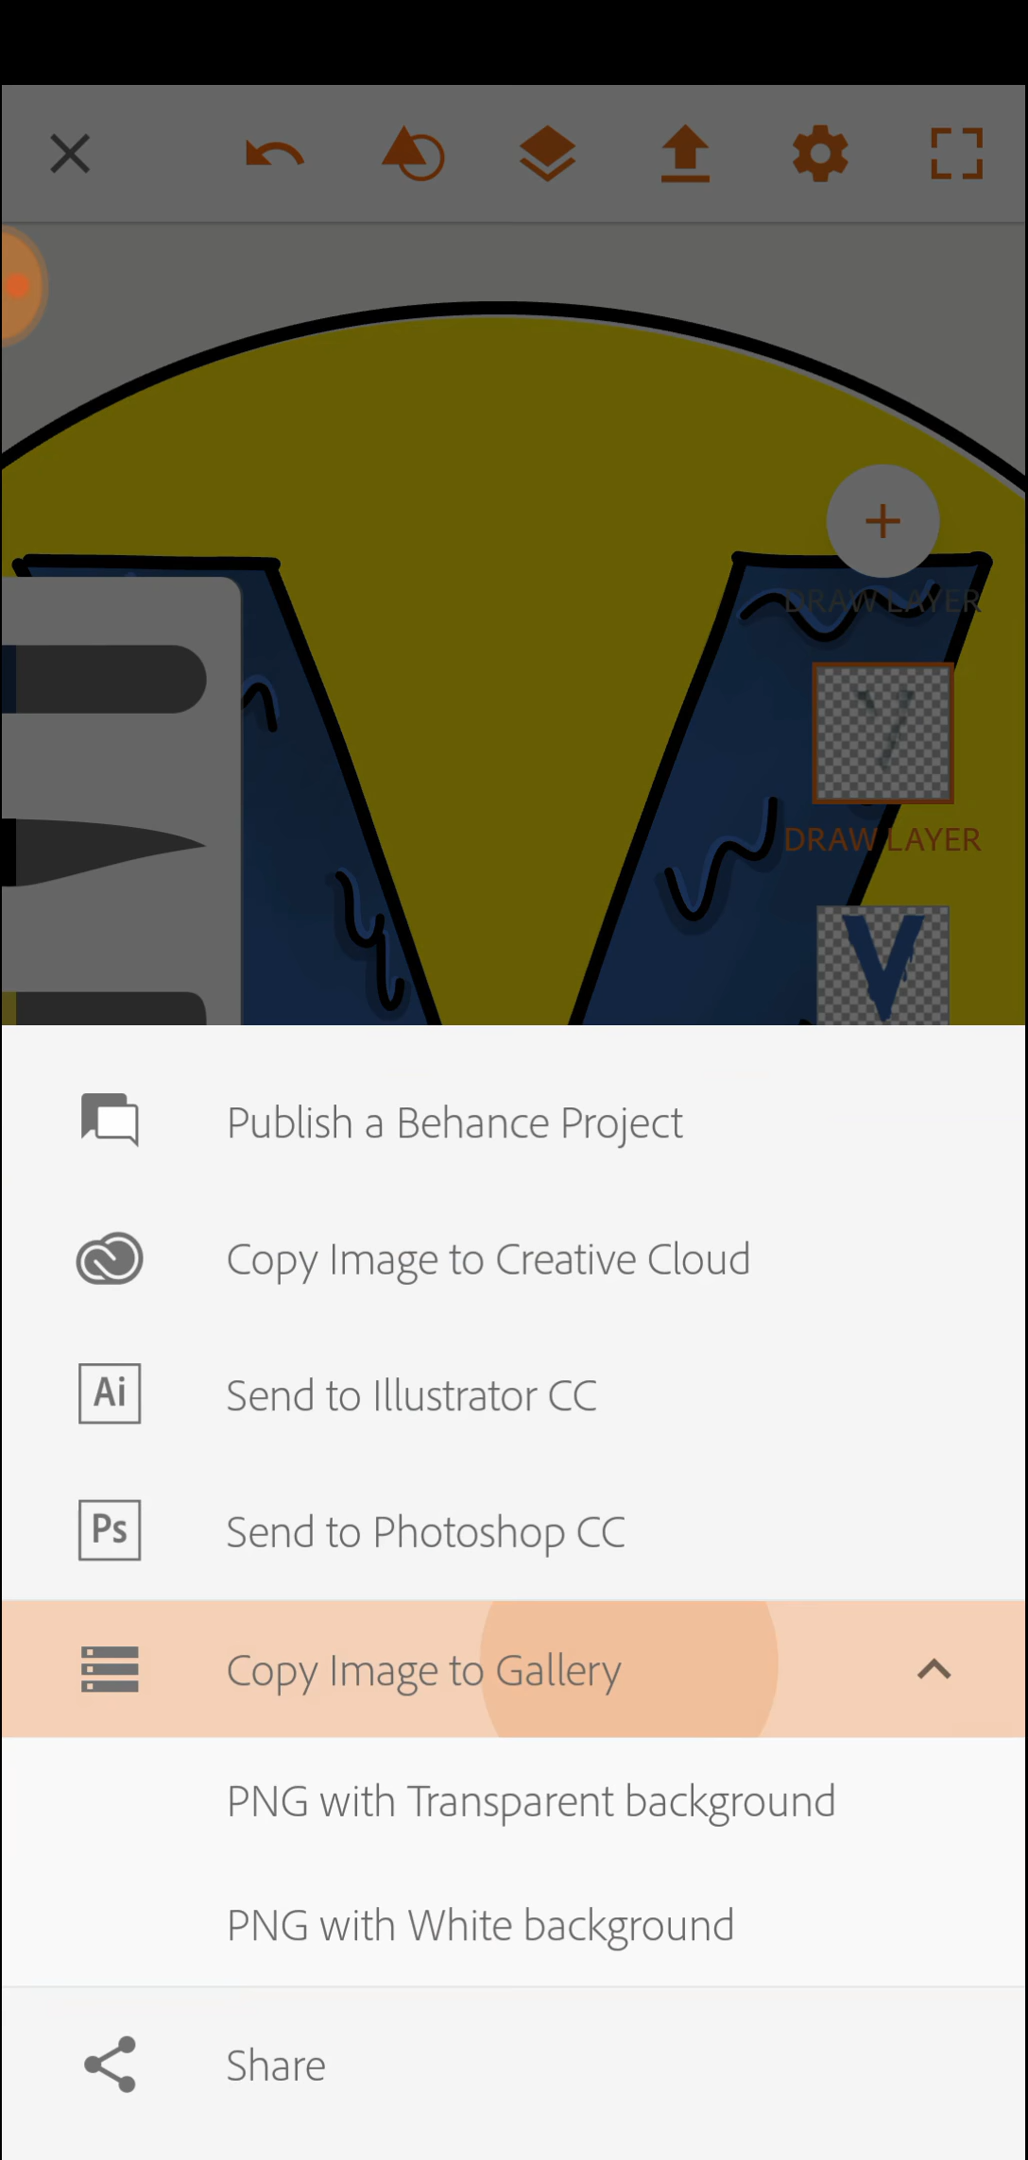 DRAW LAYER
DRAW LAYER
V
Publish a Behance Project
Copy Image to Creative Cloud
Ai
Send to Illustrator CC
Ps
Send to Photoshop CC
Copy Image to Gallery
PNG with Transparent background
PNG with White background
Share